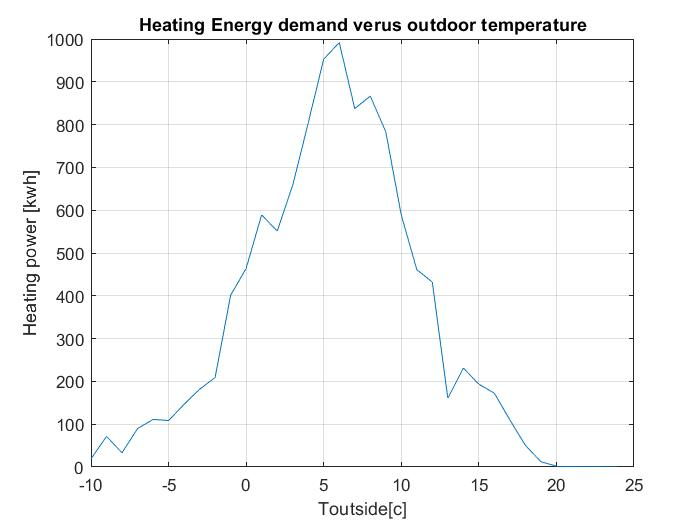 Heating Energy demand verus outdoor temperature
1000
900
800
700
600
500
400
300
200
100
0
Heating power [kwh]
-10 -5 0 5 10 15 20 25
Toutside[c]